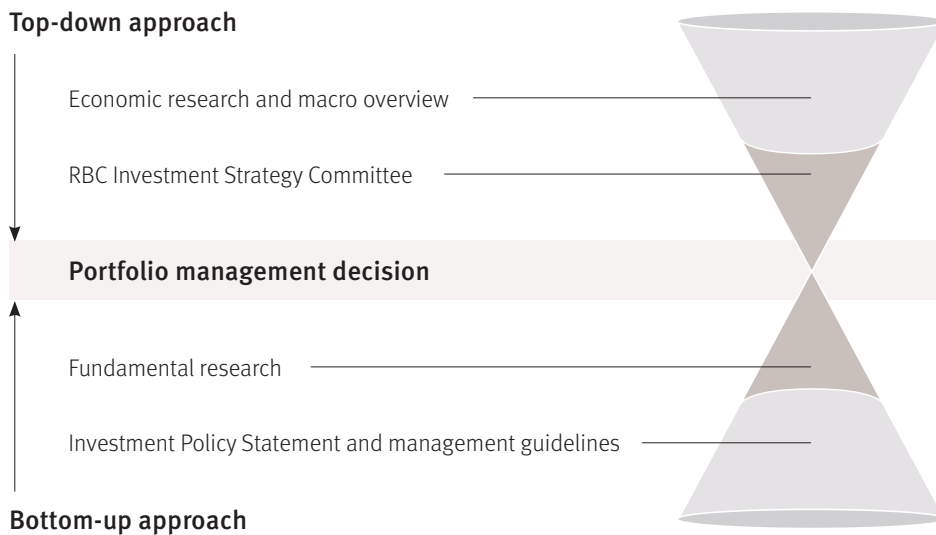 Top-down approach
Economic research and macro overview
RBC Investment Strategy Committee
Portfolio management decision
Fundamental research
Investment Policy Statement and management guidelines
Bottom-up approach